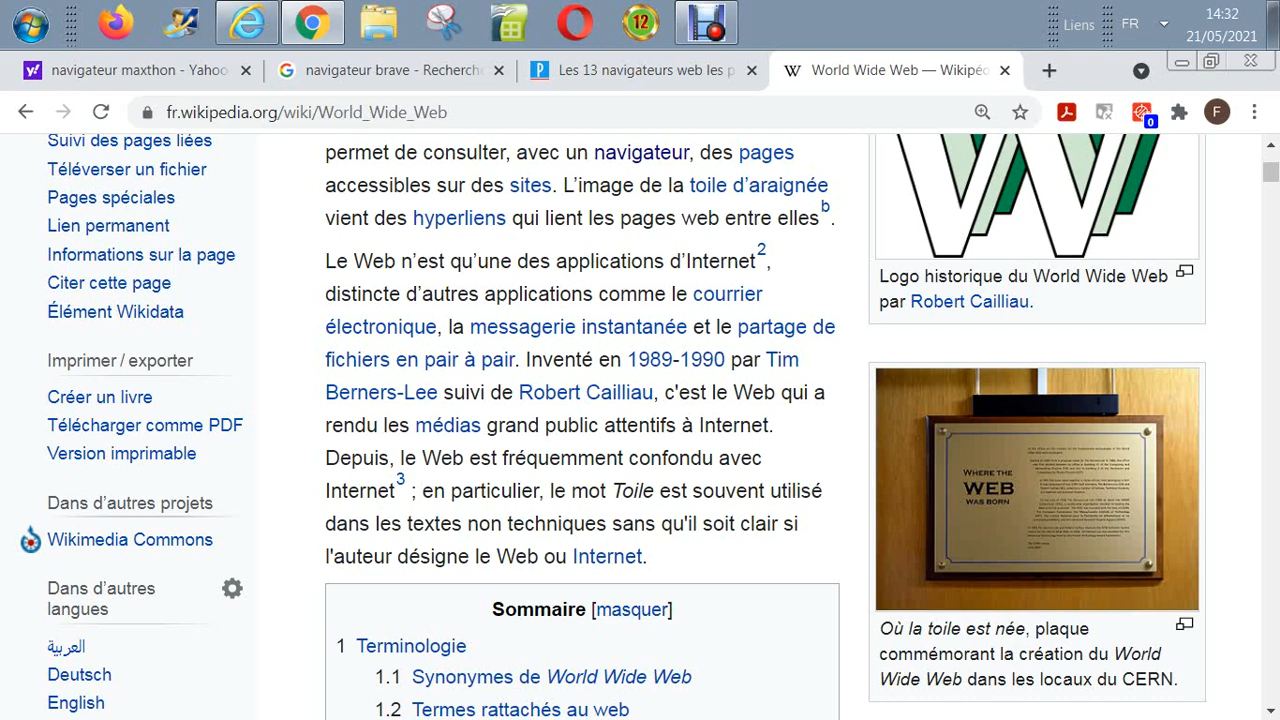 12
Liens
FR
14:32
21/05/2021
navigateur maxthon - Yahoo
navigateur brave - Recherche
Les 13 navigateurs web les p
World Wide Web — Wikipéd
fr.wikipedia.org/wiki/World_Wide_Web
0
F
Suivi des pages liées
Téléverser un fichier
Pages spéciales
Lien permanent
Informations sur la page
Citer cette page
Élément Wikidata
Imprimer / exporter
Créer un livre
Télécharger comme PDF
Version imprimable
Dans d'autres projets
Wikimedia Commons
Dans d'autres
langues
العربية
Deutsch
English
permet de consulter, avec un navigateur, des pages
accessibles sur des sites. L'image de la toile d'araignée
vient des hyperliens qui lient les pages web entre elles b.
Le Web n'est qu'une des applications d'Internet 2,
distincte d'autres applications comme le courrier
électronique, la messagerie instantanée et le partage de
fichiers en pair à pair. Inventé en 1989-1990 par Tim
Berners-Lee suivi de Robert Cailliau, c'est le Web qui a
rendu les médias grand public attentifs à Internet.
Depuis, le Web est fréquemment confondu avec
Internet 3 ; en particulier, le mot Toile est souvent utilisé
dans les textes non techniques sans qu'il soit clair si
l'auteur désigne le Web ou Internet.
Sommaire [masquer]
1 Terminologie
1.1 Synonymes de World Wide Web
1.2 Termes rattachés au web
Logo historique du World Wide Web
par Robert Cailliau.
WHERE THE
WEB
WAS BORN
Où la toile est née, plaque
commémorant la création du World
Wide Web dans les locaux du CERN.